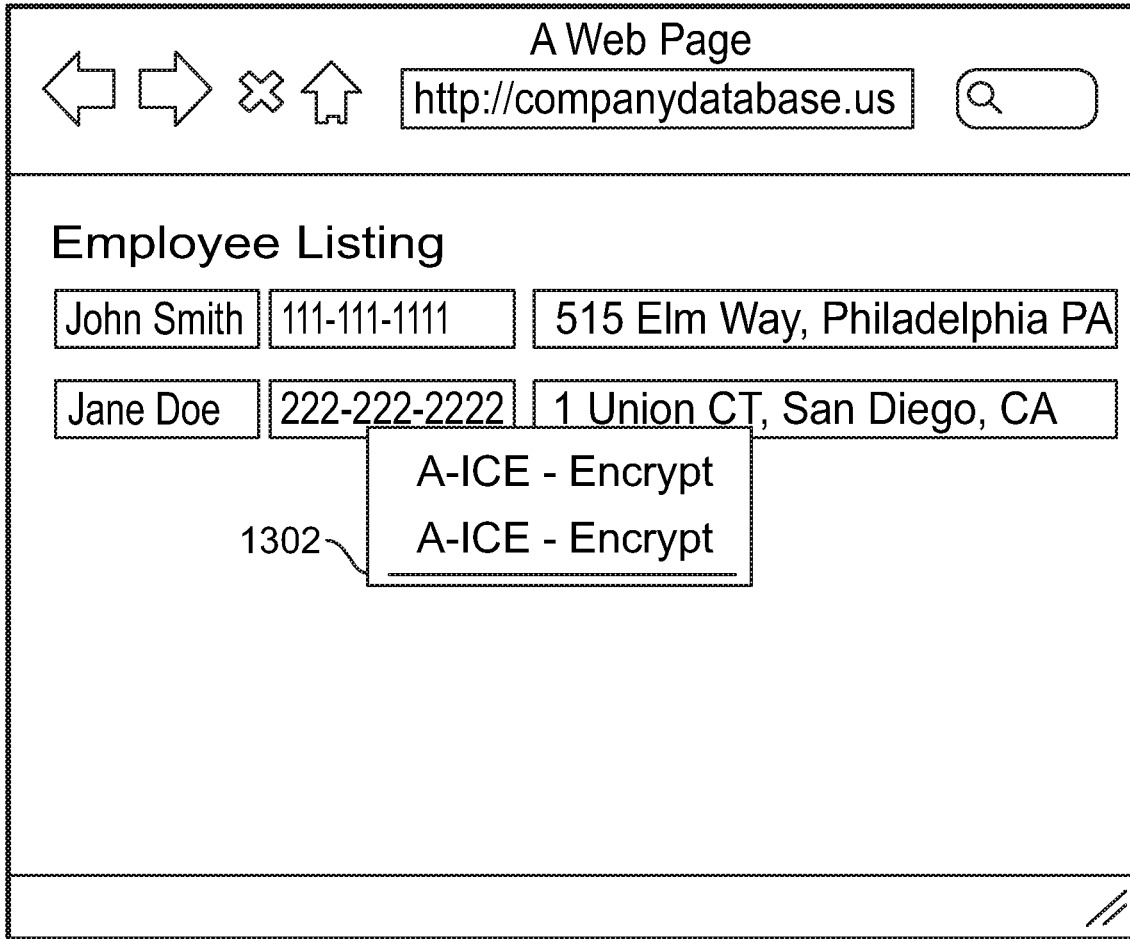 A Web Page
http://companydatabase.us
Employee Listing
John Smith 111-111-1111 515 Elm Way, Philadelphia PA
Jane Doe 222-222-2222 1 Union CT, San Diego, CA
A-ICE - Encrypt
1302 A-ICE - Encrypt